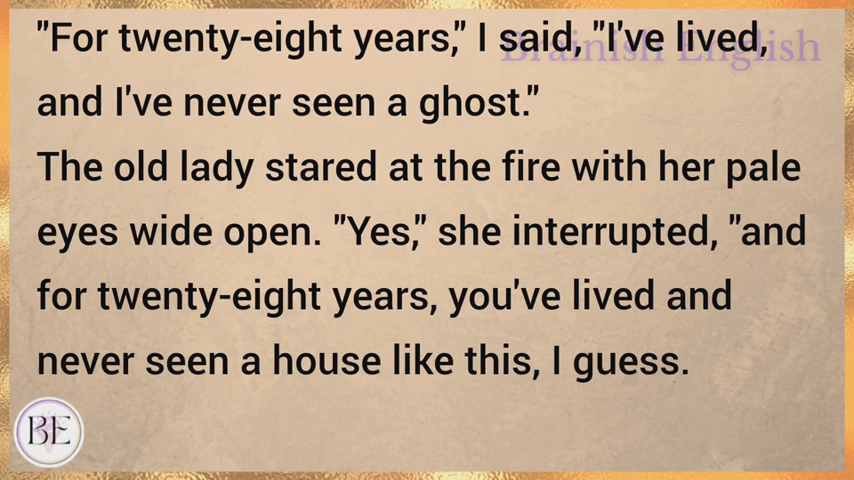 Brainish English
"For twenty-eight years," I said, "I've lived,
and I've never seen a ghost."
The old lady stared at the fire with her pale
eyes wide open. "Yes," she interrupted, "and
for twenty-eight years, you've lived and
never seen a house like this, I guess.
BE